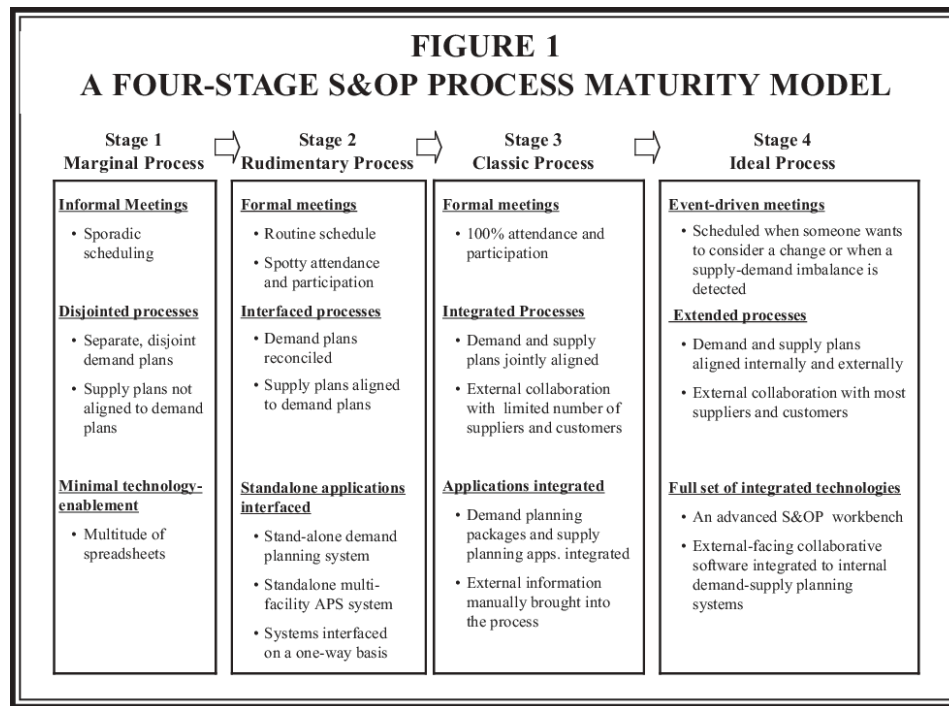 FIGURE 1
A FOUR-STAGE S&OP PROCESS MATURITY MODEL
Stage 1
Marginal Process
Stage 2
Rudimentary Process
Stage 3
Classic Process
Stage 4
Ideal Process
Informal Meetings
• Sporadic
scheduling
Disjointed processes
• Separate, disjoint
demand plans
• Supply plans not
aligned to demand
plans
Minimal technology-
enablement
• Multitude of
spreadsheets
Formal meetings
• Routine schedule
• Spotty attendance
and participation
Interfaced processes
• Demand plans
reconciled
• Supply plans aligned
to demand plans
Standalone applications
interfaced
• Stand-alone demand
planning system
• Standalone multi-
facility APS system
• Systems interfaced
on a one-way basis
Formal meetings
• 100% attendance and
participation
Integrated Processes
• Demand and supply
plans jointly aligned
• External collaboration
with limited number of
suppliers and customers
Applications integrated
• Demand planning
packages and supply
planning apps. integrated
• External information
manually brought into
the process
Event-driven meetings
• Scheduled when someone wants
to consider a change or when a
supply-demand imbalance is
detected
Extended processes
• Demand and supply plans
aligned internally and externally
• External collaboration with most
suppliers and customers
Full set of integrated technologies
• An advanced S&OP workbench
• External-facing collaborative
software integrated to internal
demand-supply planning
systems